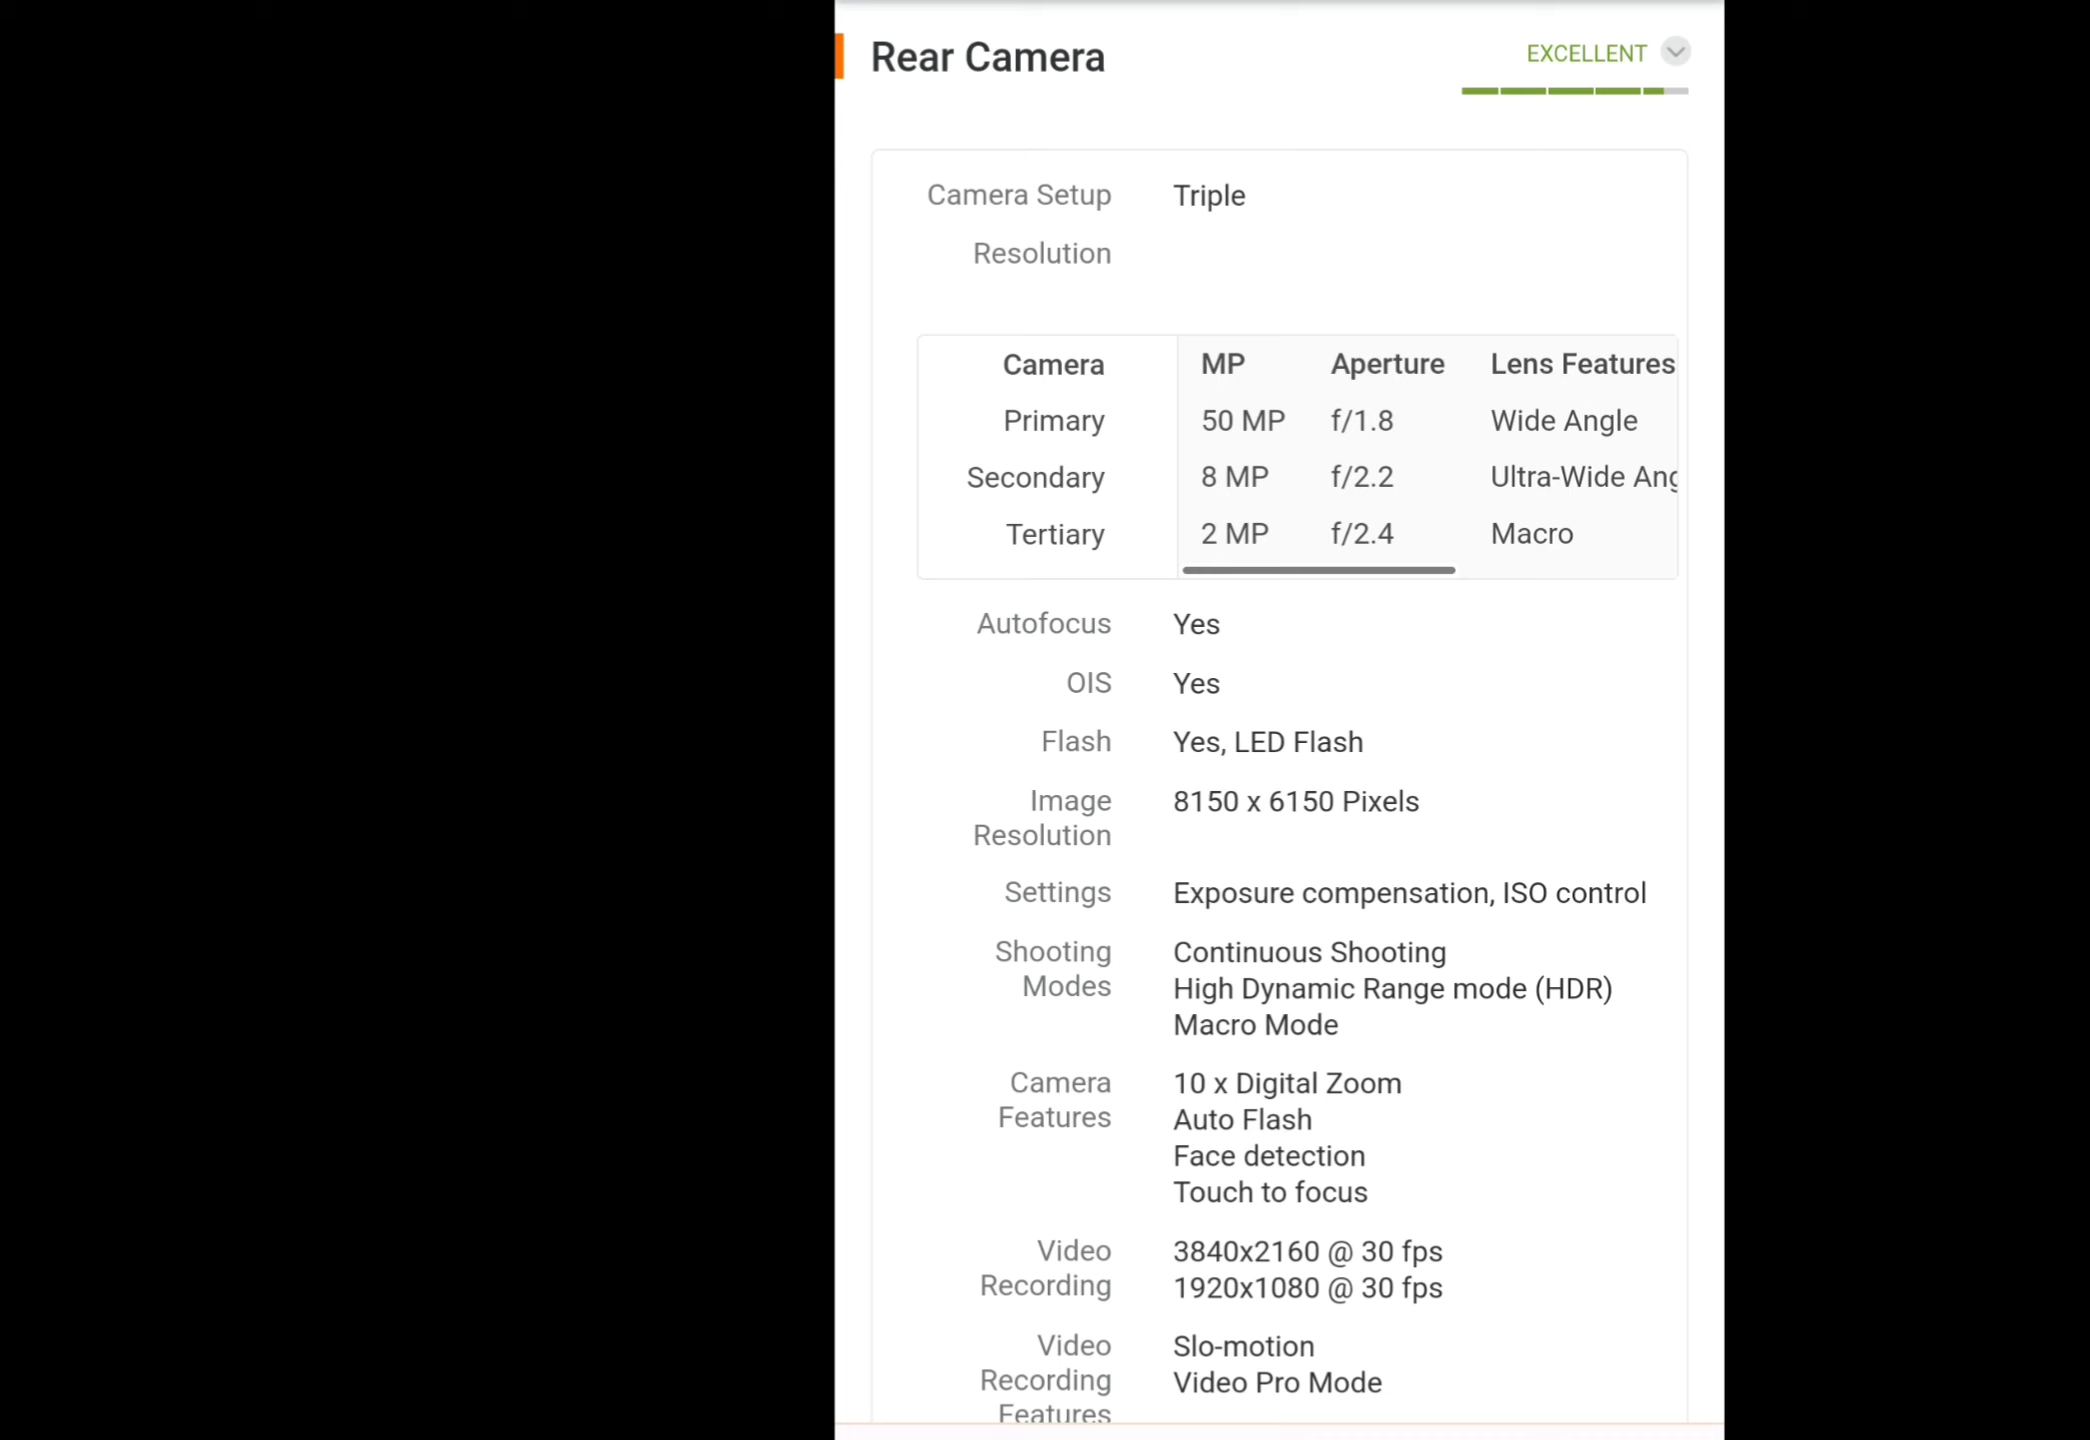 Rear Camera
EXCELLENT
Camera Setup Triple
Resolution
Camera MP Aperture Lens Features
Primary 50 MP f/1.8 Wide Angle
Secondary 8 MP f/2.2 Ultra-Wide Ang
Tertiary 2 MP f/2.4 Macro
Autofocus Yes
OIS Yes
Flash Yes, LED Flash
Image Resolution 8150 x 6150 Pixels
Settings Exposure compensation, ISO control
Shooting Modes Continuous Shooting
High Dynamic Range mode (HDR)
Macro Mode
Camera Features 10 x Digital Zoom
Auto Flash
Face detection
Touch to focus
Video Recording 3840x2160 @ 30 fps
1920x1080 @ 30 fps
Video Recording Features Slo-motion
Video Pro Mode